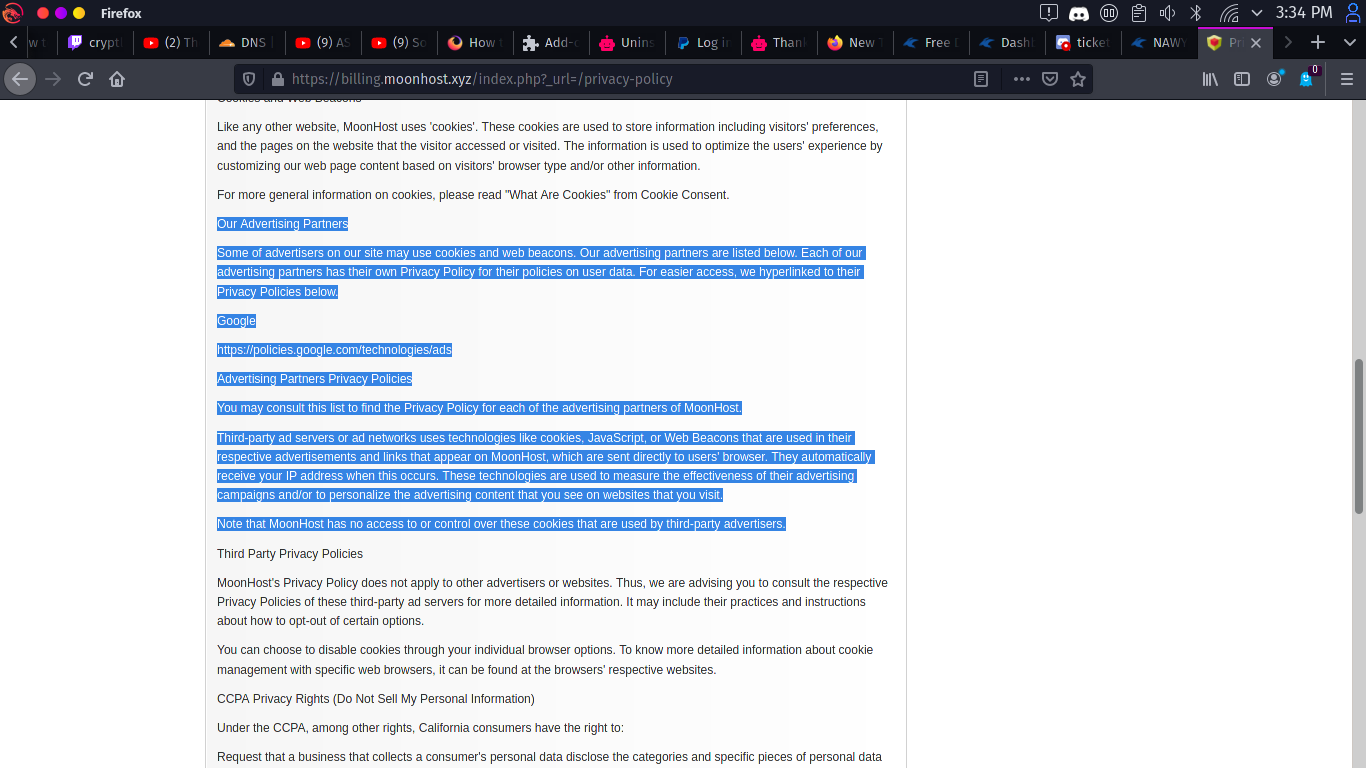 Firefox
3:34 PM
w t
crypt
(2) Th
DNS |
(9) AS
(9) So
How t
Add-o
Unins
Log in
Thank
New T
Free D
Dashb
ticket
NAWY
Pri
https://billing.moonhost.xyz/index.php?_url=/privacy-policy
0
Cookies and Web Beacons
Like any other website, MoonHost uses 'cookies'. These cookies are used to store information including visitors' preferences,
and the pages on the website that the visitor accessed or visited. The information is used to optimize the users' experience by
customizing our web page content based on visitors' browser type and/or other information.
For more general information on cookies, please read "What Are Cookies" from Cookie Consent.
Our Advertising Partners
Some of advertisers on our site may use cookies and web beacons. Our advertising partners are listed below. Each of our
advertising partners has their own Privacy Policy for their policies on user data. For easier access, we hyperlinked to their
Privacy Policies below.
Google
https://policies.google.com/technologies/ads
Advertising Partners Privacy Policies
You may consult this list to find the Privacy Policy for each of the advertising partners of MoonHost.
Third-party ad servers or ad networks uses technologies like cookies, JavaScript, or Web Beacons that are used in their
respective advertisements and links that appear on MoonHost, which are sent directly to users' browser. They automatically
receive your IP address when this occurs. These technologies are used to measure the effectiveness of their advertising
campaigns and/or to personalize the advertising content that you see on websites that you visit.
Note that MoonHost has no access to or control over these cookies that are used by third-party advertisers.
Third Party Privacy Policies
MoonHost's Privacy Policy does not apply to other advertisers or websites. Thus, we are advising you to consult the respective
Privacy Policies of these third-party ad servers for more detailed information. It may include their practices and instructions
about how to opt-out of certain options.
You can choose to disable cookies through your individual browser options. To know more detailed information about cookie
management with specific web browsers, it can be found at the browsers' respective websites.
CCPA Privacy Rights (Do Not Sell My Personal Information)
Under the CCPA, among other rights, California consumers have the right to:
Request that a business that collects a consumer's personal data disclose the categories and specific pieces of personal data